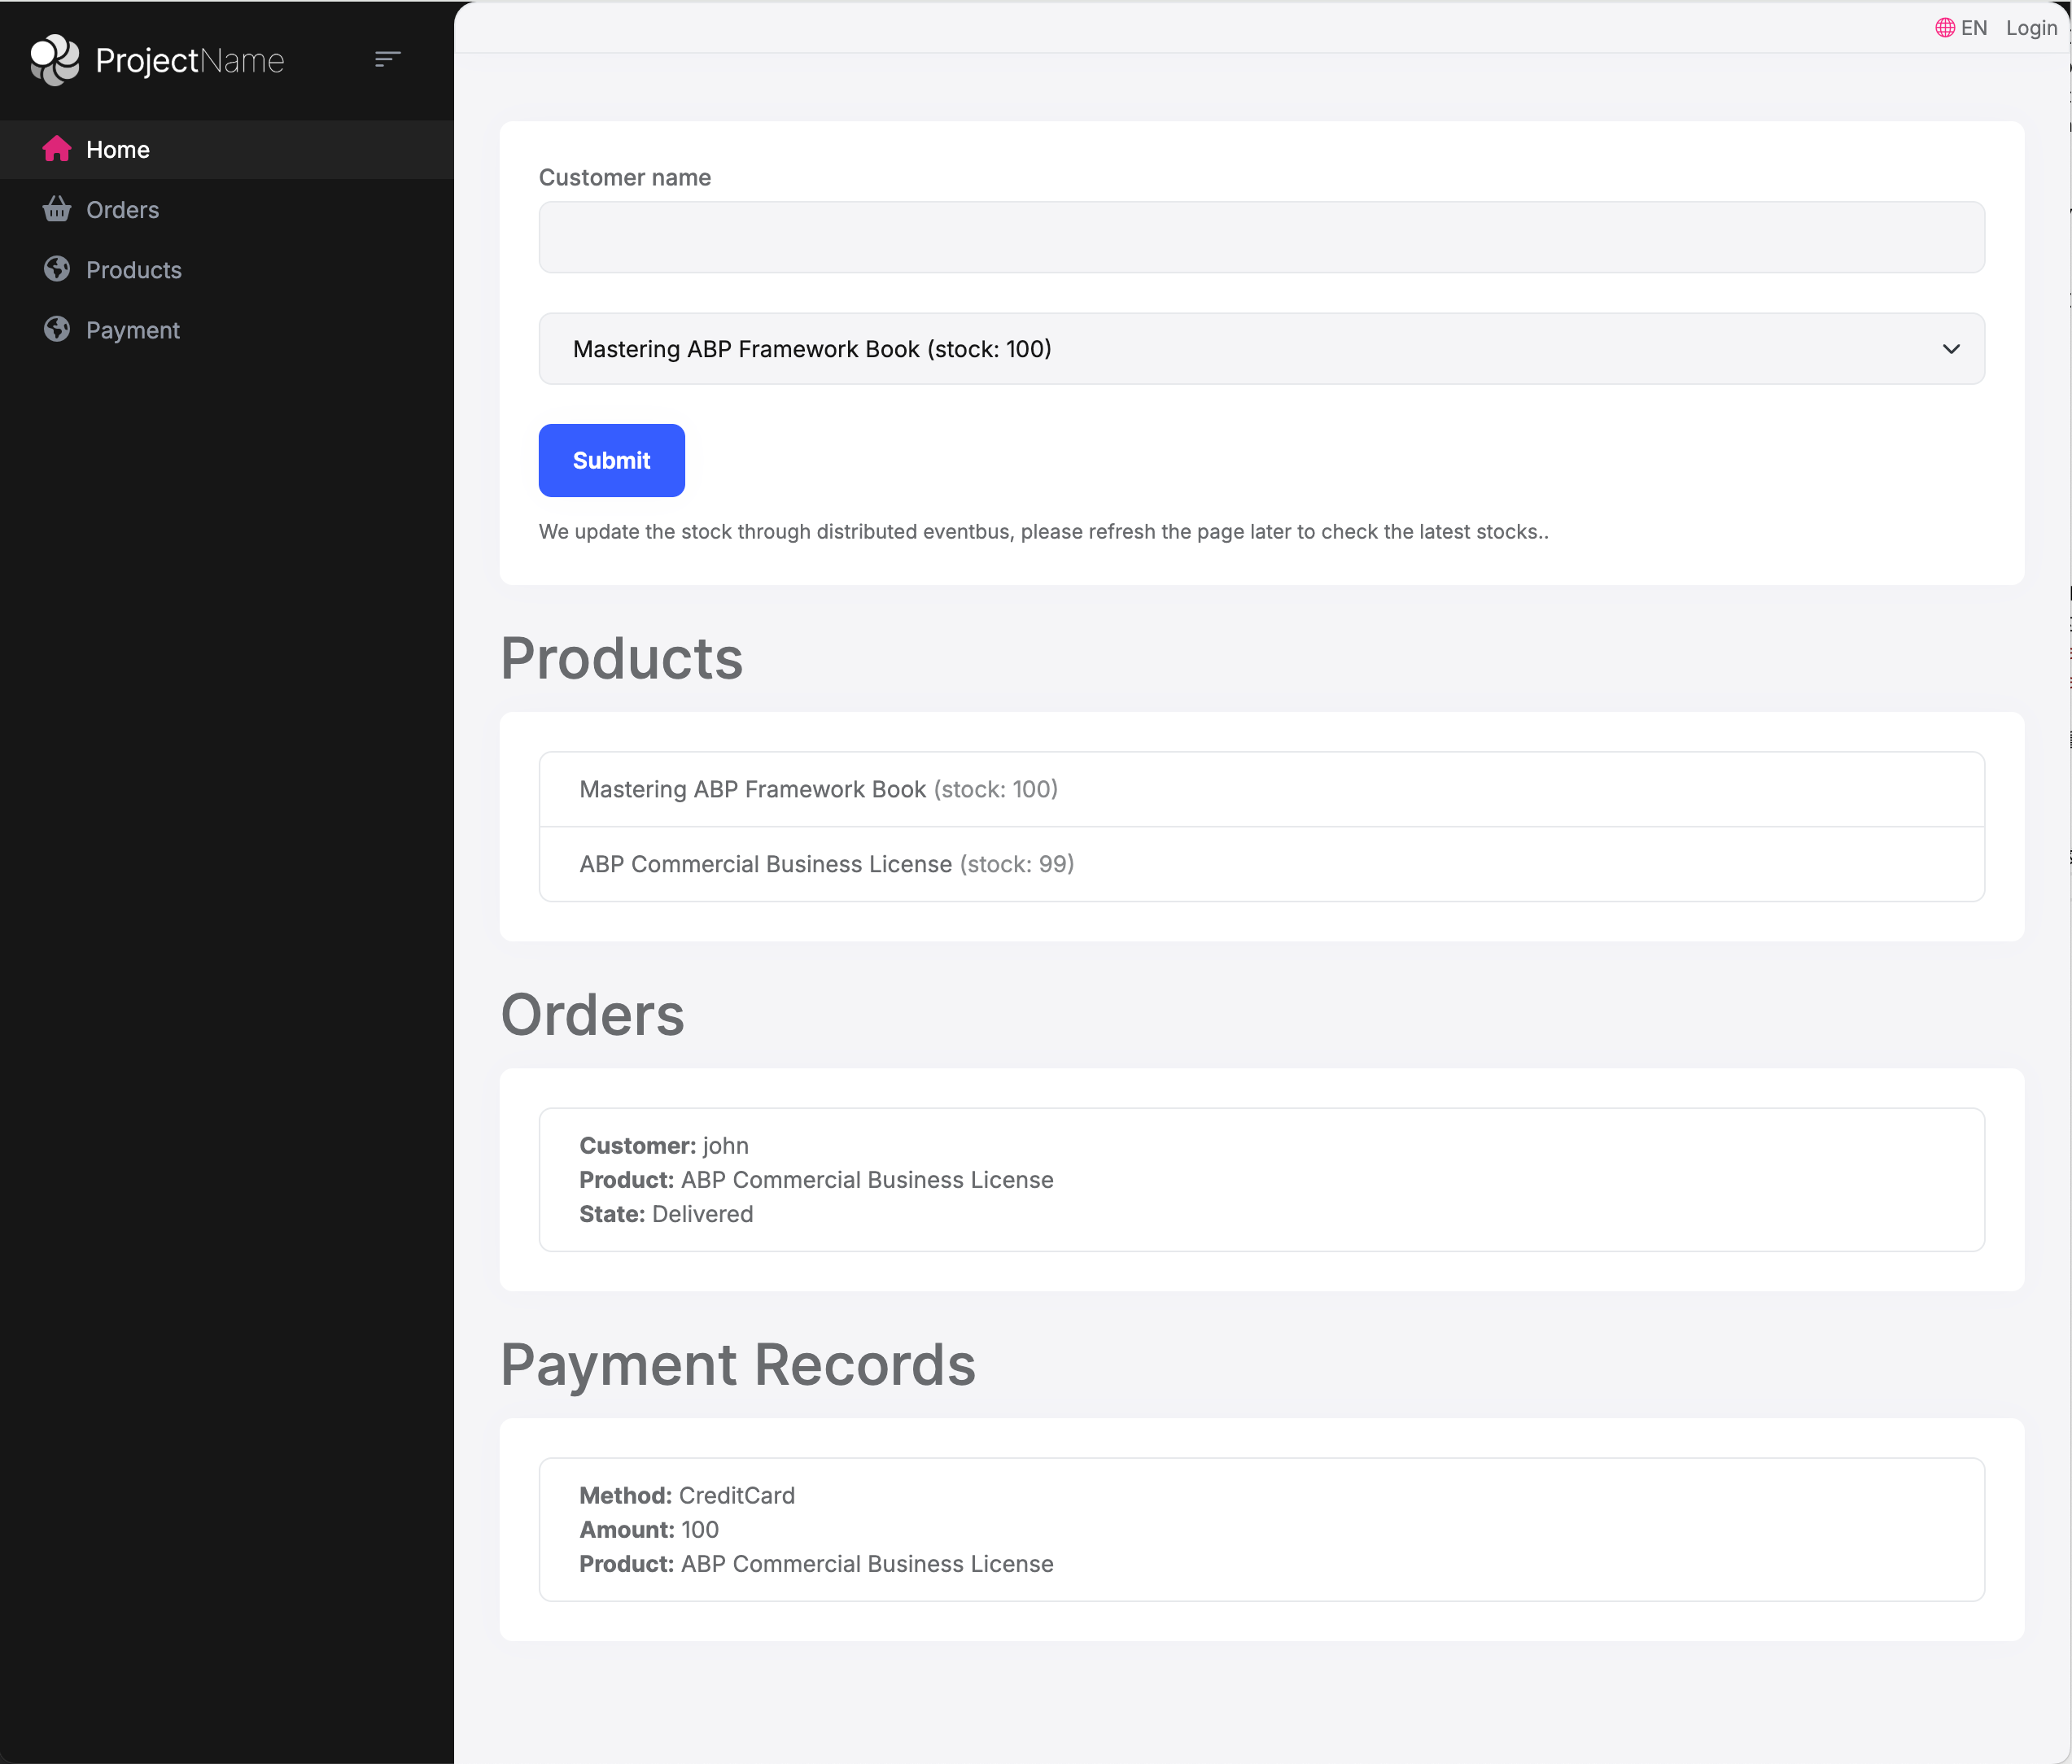 ProjectName
EN Login
Home
Orders
Products
Payment
Customer name
Mastering ABP Framework Book (stock: 100)
Submit
We update the stock through distributed eventbus, please refresh the page later to check the latest stocks..
Products
Mastering ABP Framework Book (stock: 100)
ABP Commercial Business License (stock: 99)
Orders
Customer: john
Product: ABP Commercial Business License
State: Delivered
Payment Records
Method: CreditCard
Amount: 100
Product: ABP Commercial Business License